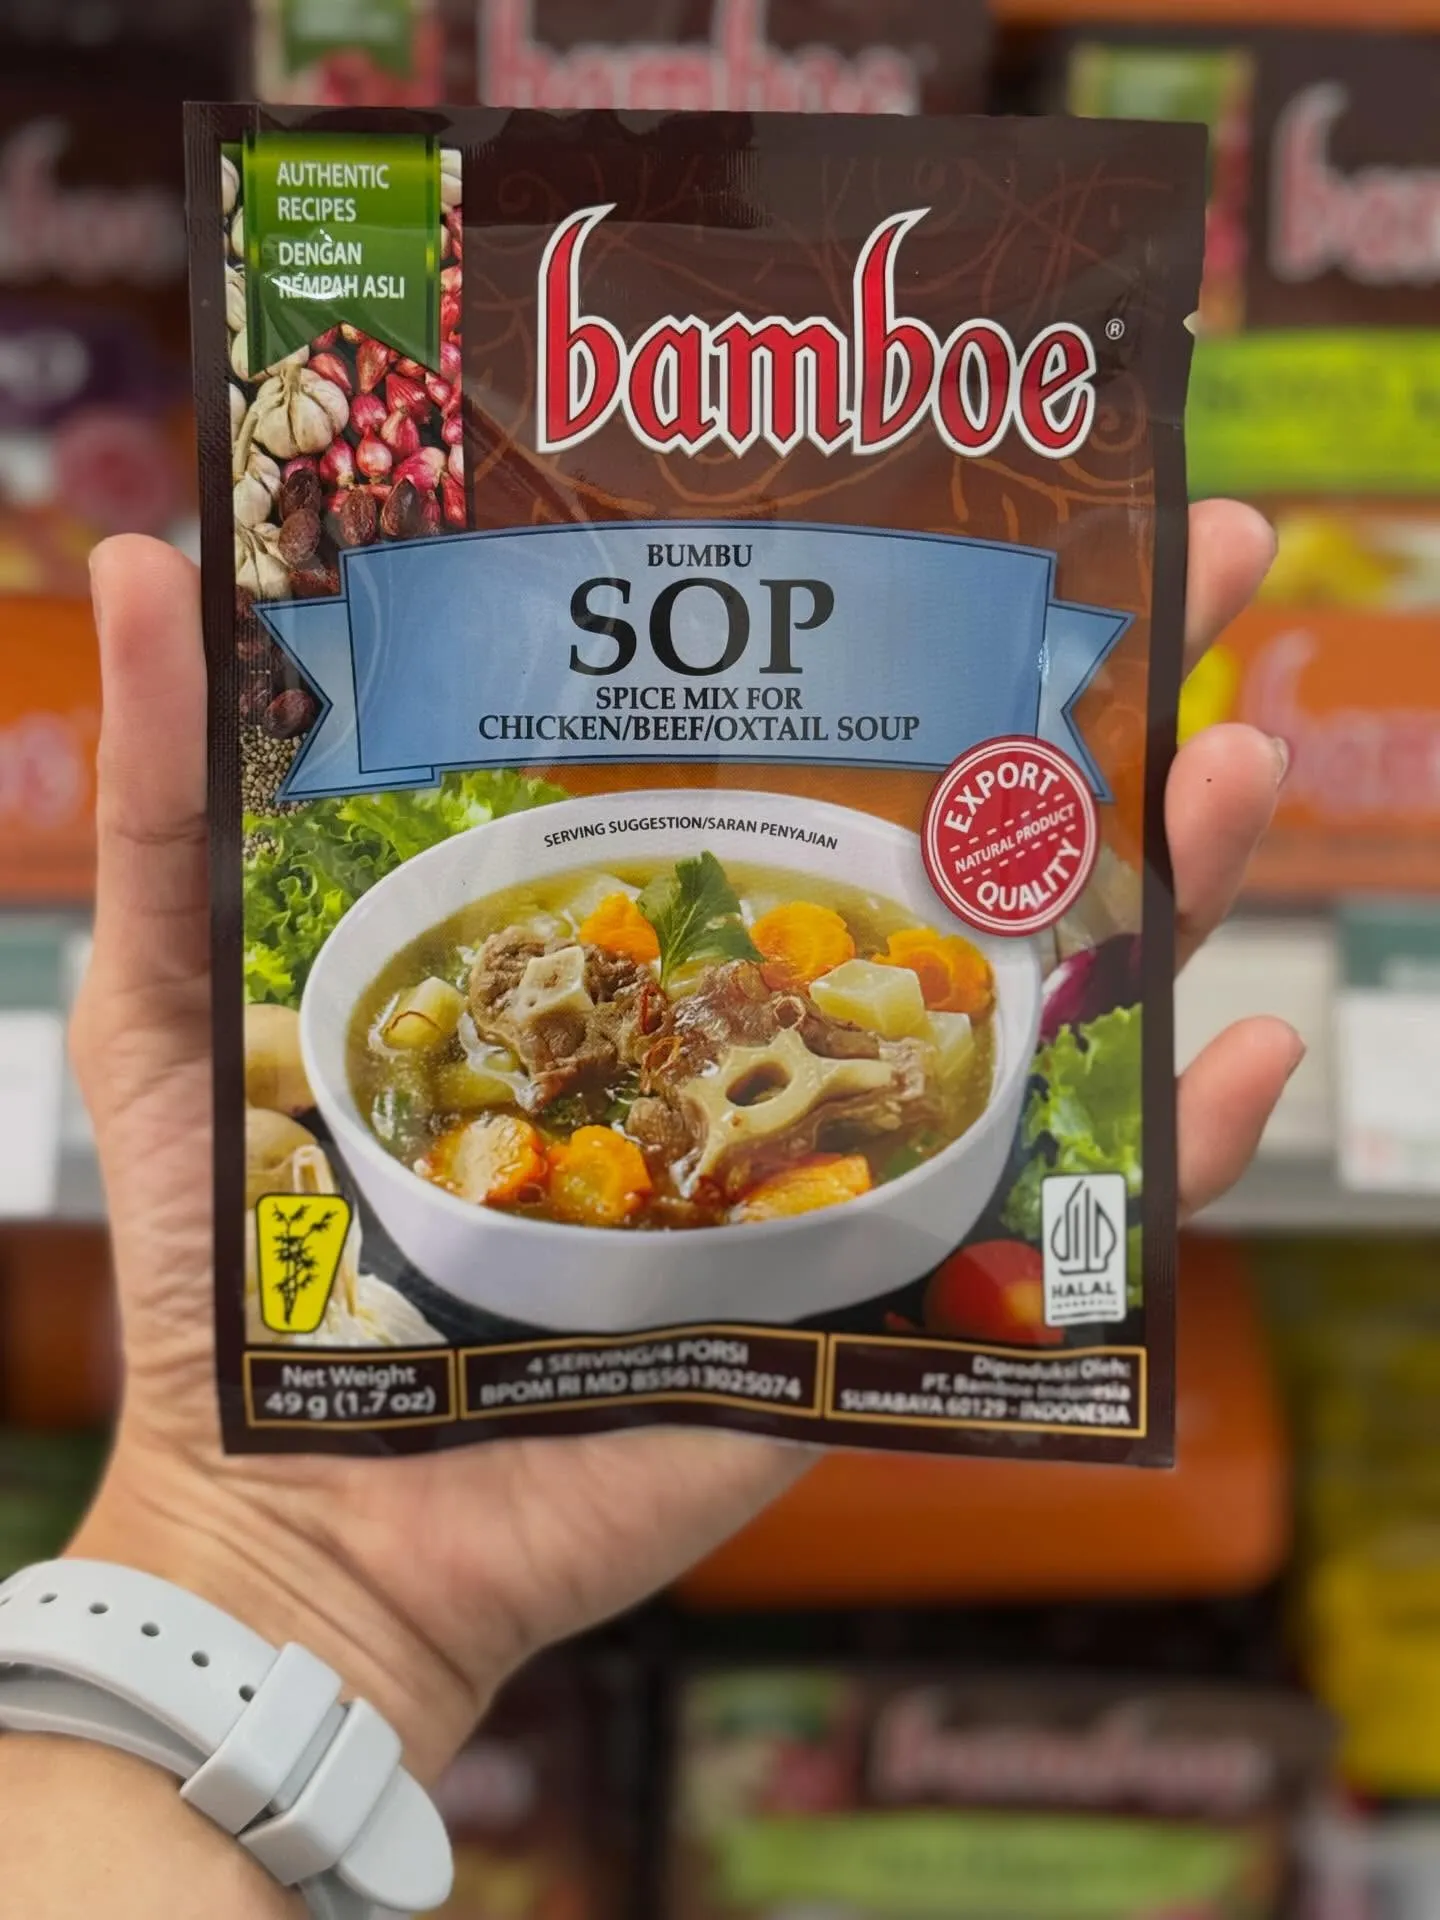 AUTHENTIC
RECIPES
DENGAN
REMPAH ASLI
bamboe®
BUMBU
SOP
SPICE MIX FOR
CHICKEN/BEEF/OXTAIL SOUP
EXPORT
NATURAL PRODUCT
QUALITY
SERVING SUGGESTION/SARAN PENYAJIAN
HALAL
INDONESIA
Net Weight
49 g (1.7 oz)
4 SERVING/4 PORSI
BPOM RI MD 855613025074
Diproduksi Oleh:
PT. Bamboe Indonesia
SURABAYA 60129 - INDONESIA